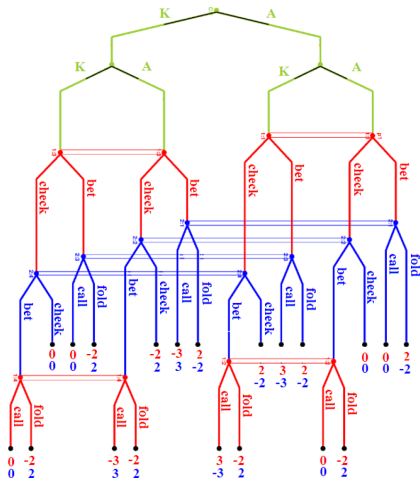 K A
K A K A
check bet check bet check bet check bet
bet check call fold bet check call fold bet check call fold bet check call fold
0 0 -2 -2 -3 2 0 0 2
0 0 2 2 3 -2 0 0 -2
2 3 2
-2 -3 -2
call fold call fold call fold call fold
3 -2 0 -2
-3 2 0 2
0 -2 -3 -2
0 2 3 2